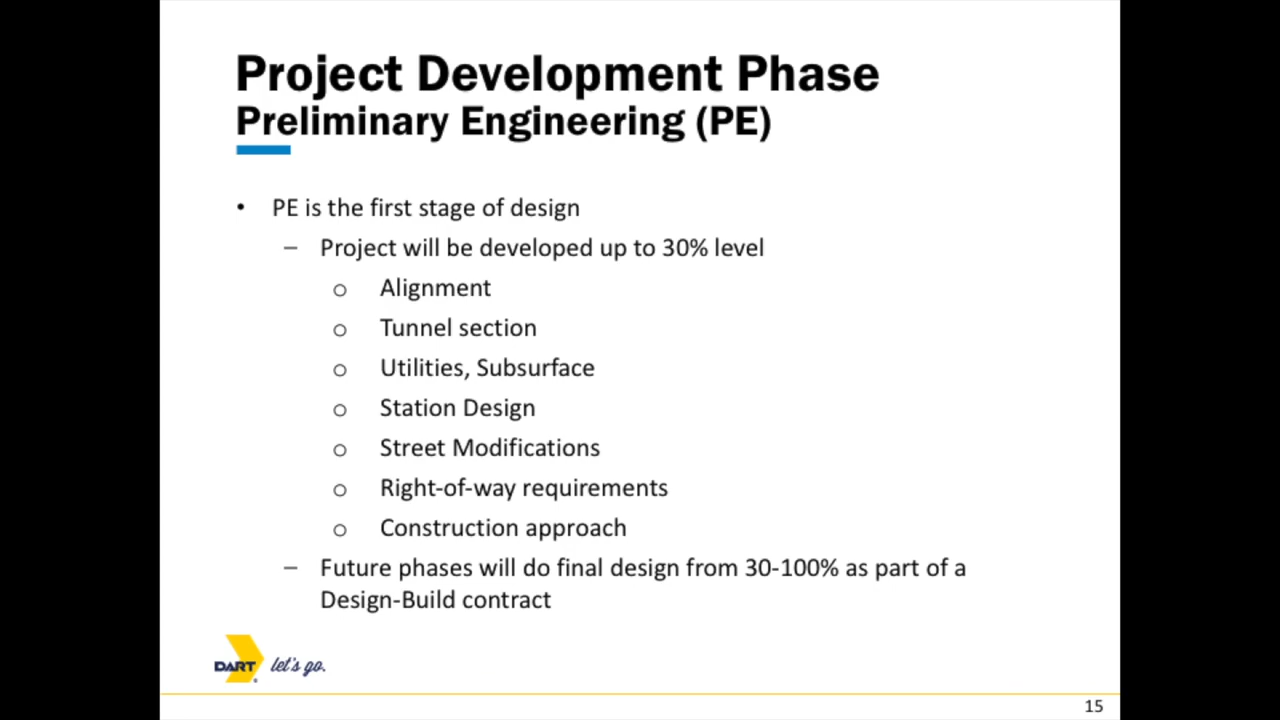 Project Development Phase
Preliminary Engineering (PE)
• PE is the first stage of design
– Project will be developed up to 30% level
o Alignment
o Tunnel section
o Utilities, Subsurface
o Station Design
o Street Modifications
o Right-of-way requirements
o Construction approach
– Future phases will do final design from 30-100% as part of a
Design-Build contract
DART let's go.
15